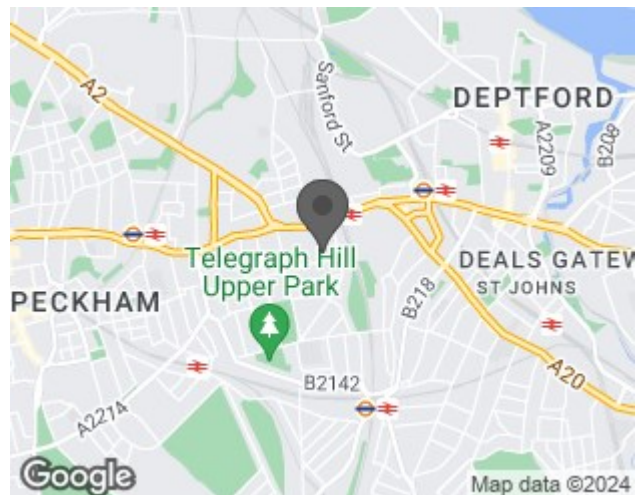 A2
Sanford St
DEPTFORD
A2209
B208
Telegraph Hill
Upper Park
DEALS GATEW
ST JOHNS
PECKHAM
B218
B2142
A20
A2214
Google
Map data ©2024